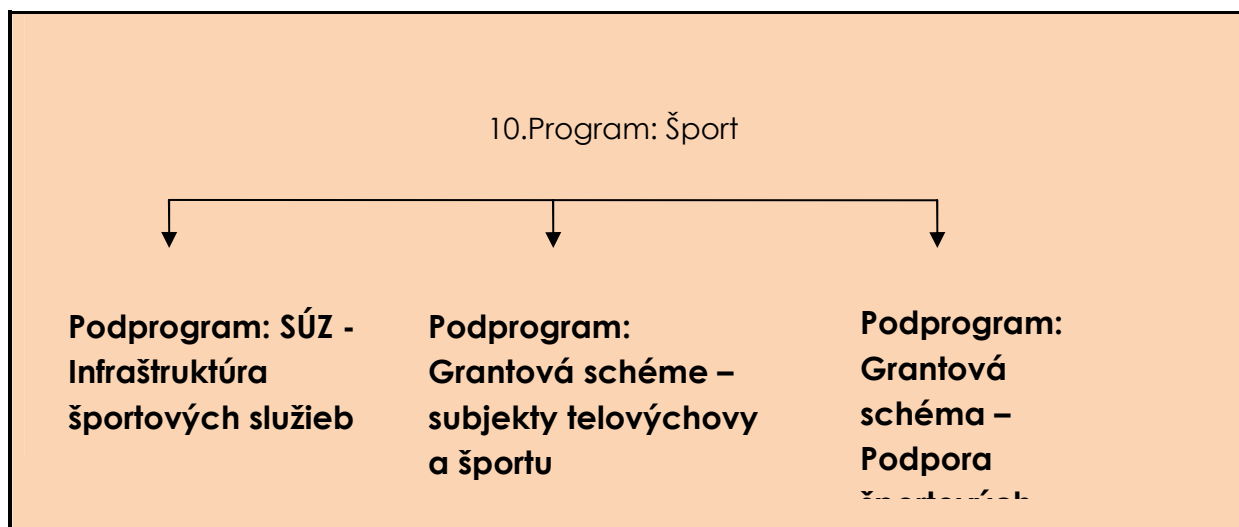 10.Program: Šport
Podprogram: SÚZ -
Infraštruktúra
športových služieb
Podprogram:
Grantová schéme –
subjekty telovýchovy
a športu
Podprogram:
Grantová
schéma –
Podpora